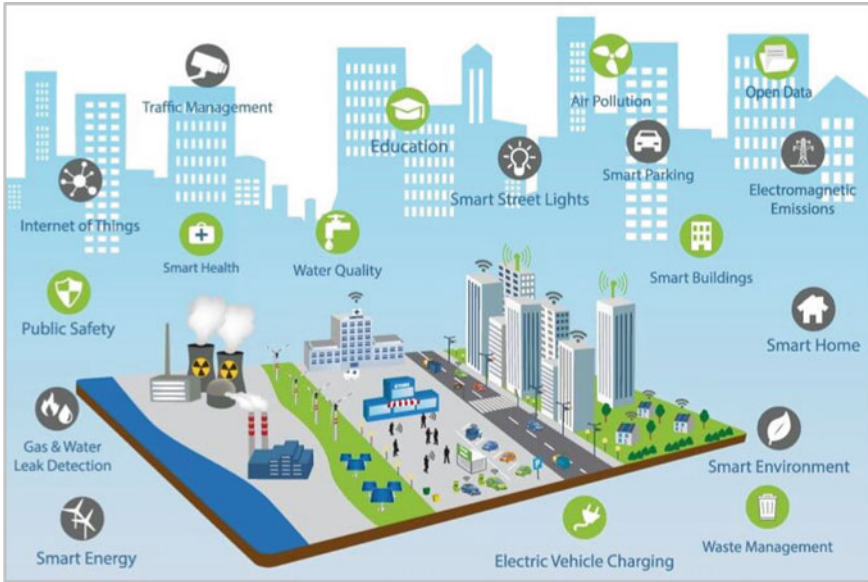 Traffic Management
Education
Air Pollution
Open Data
Internet of Things
Smart Health
Water Quality
Smart Street Lights
Smart Parking
Electromagnetic
Emissions
Smart Buildings
Public Safety
Smart Home
Gas & Water
Leak Detection
Smart Environment
Smart Energy
Electric Vehicle Charging
Waste Management
STORE
P